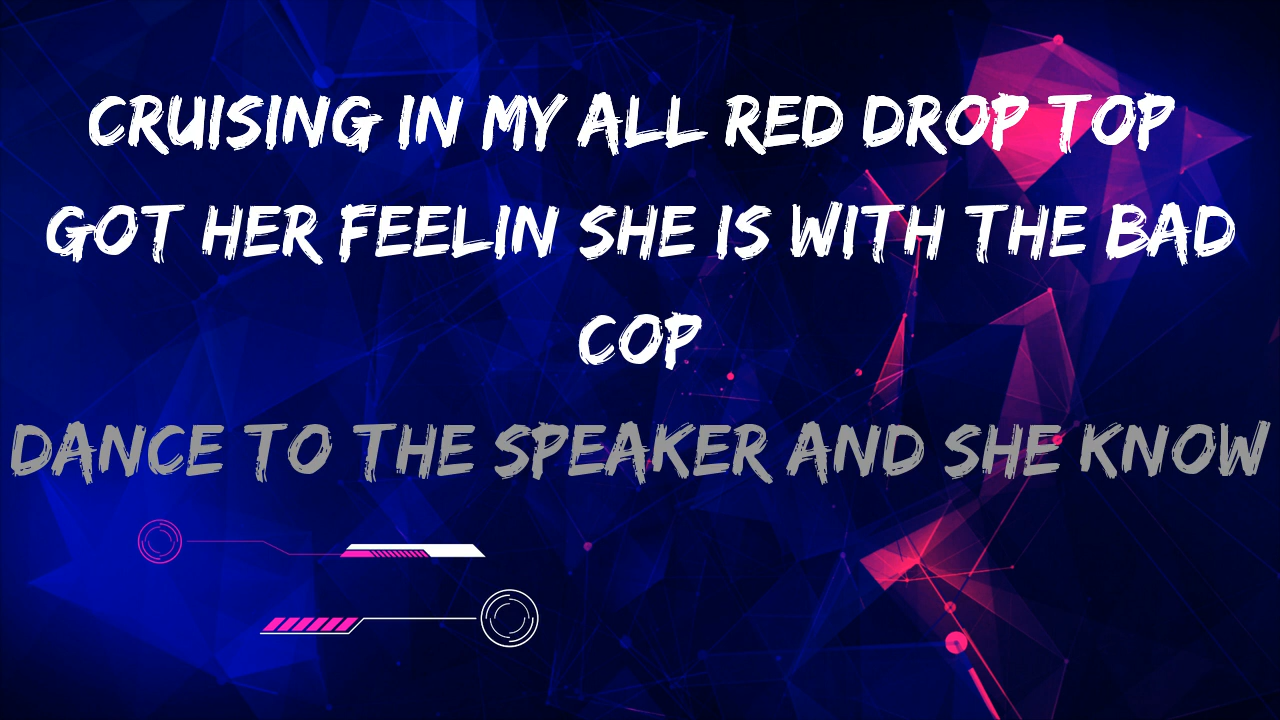 CRUISING IN MY ALL RED DROP TOP
GOT HER FEELIN SHE IS WITH THE BAD
COP
DANCE TO THE SPEAKER AND SHE KNOW